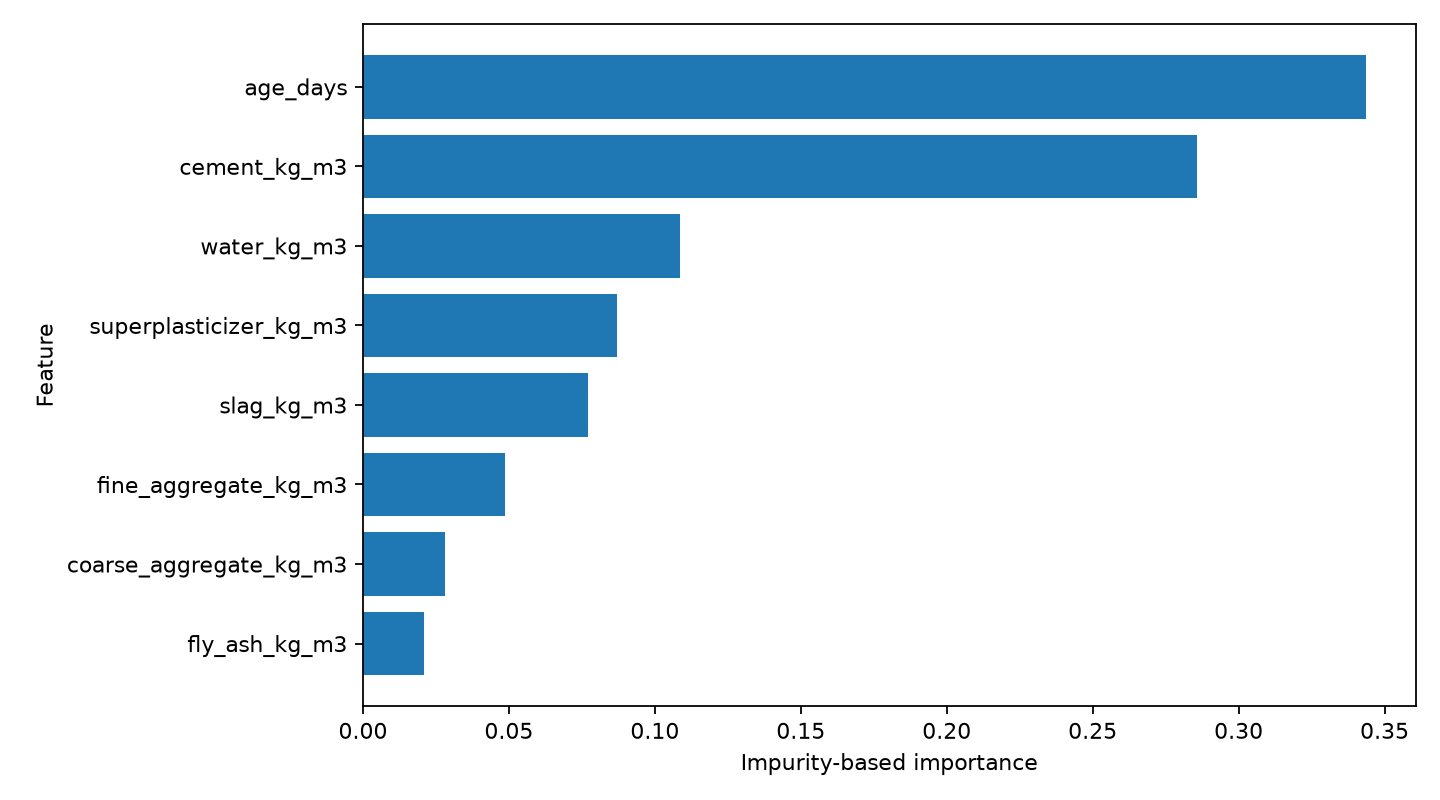 age_days
cement_kg_m3
water_kg_m3
superplasticizer_kg_m3
slag_kg_m3
fine_aggregate_kg_m3
coarse_aggregate_kg_m3
fly_ash_kg_m3
Feature
0.00 0.05 0.10 0.15 0.20 0.25 0.30 0.35
Impurity-based importance